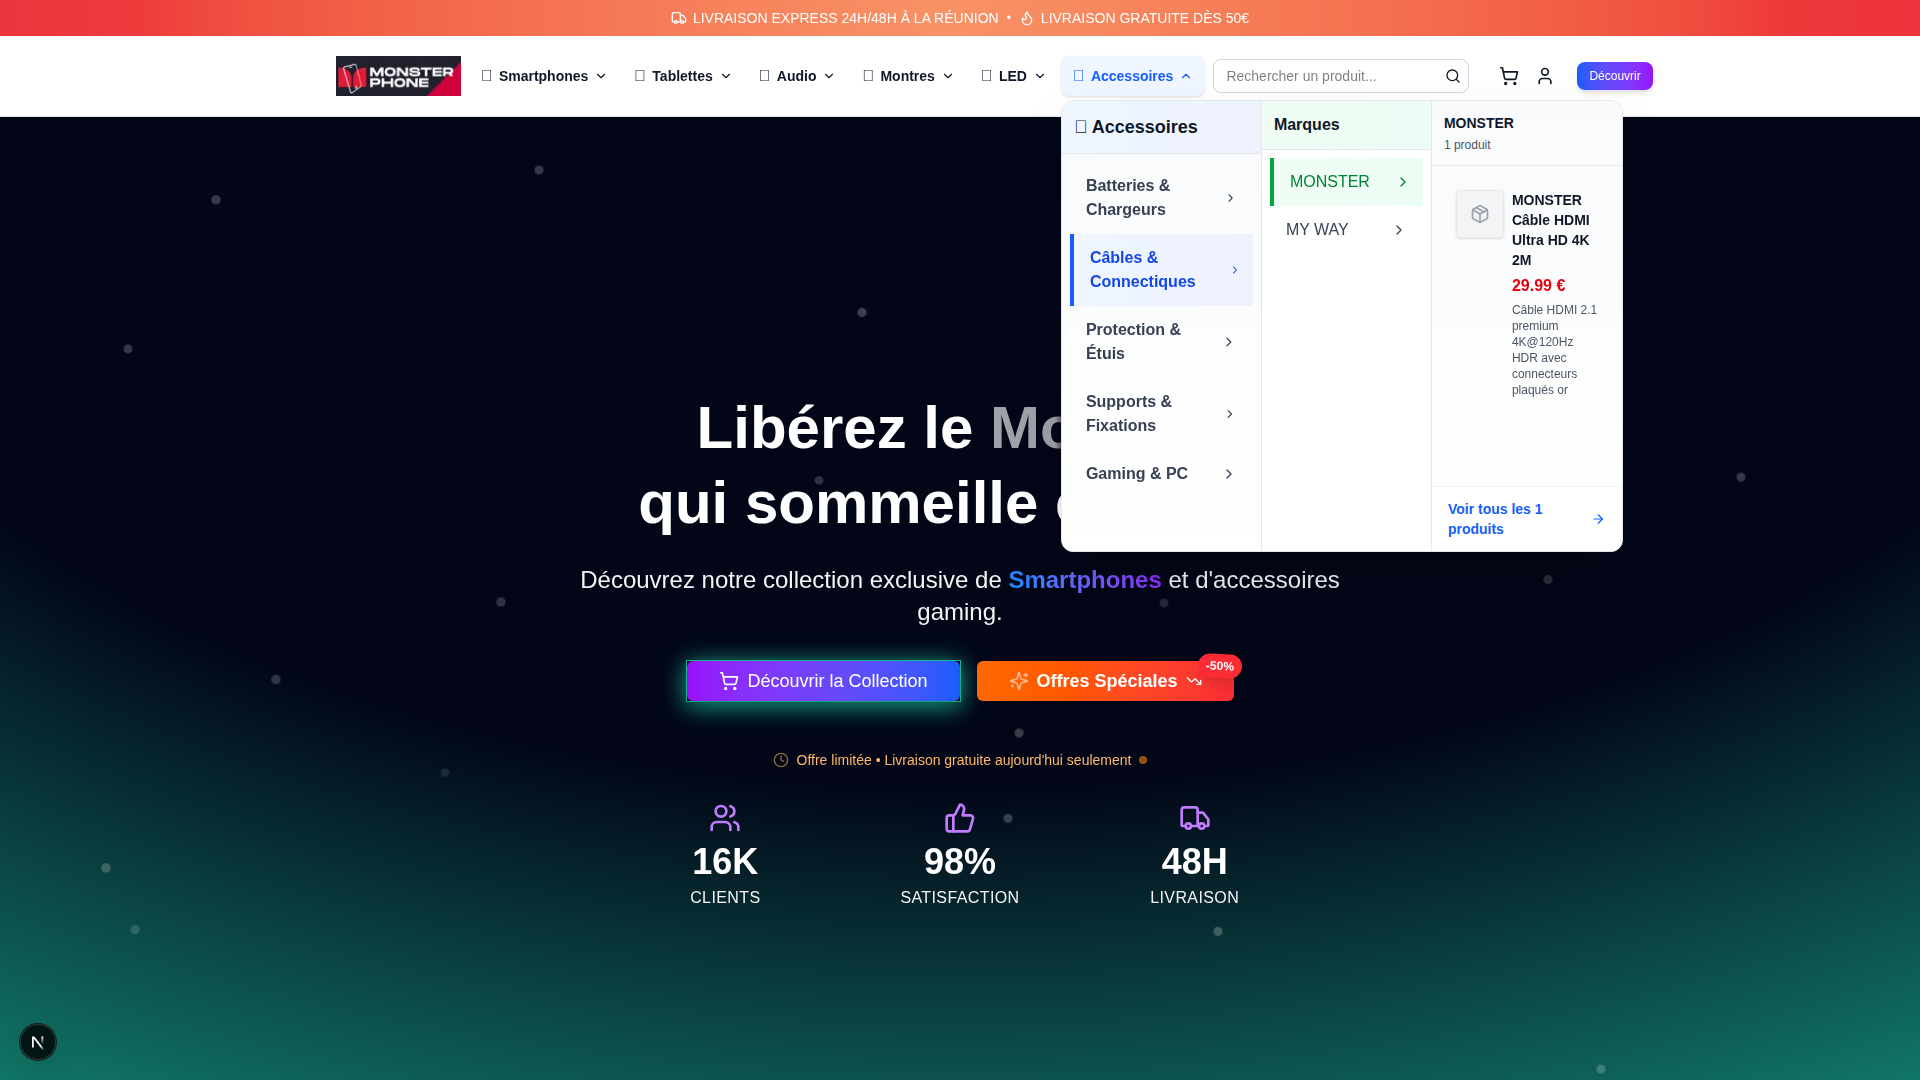 LIVRAISON EXPRESS 24H/48H À LA RÉUNION • LIVRAISON GRATUITE DÈS 50€
MONSTER
PHONE
Smartphones
Tablettes
Audio
Montres
LED
Accessoires
Rechercher un produit...
Découvrir
Accessoires
Batteries &
Chargeurs
Câbles &
Connectiques
Protection &
Étuis
Supports &
Fixations
Gaming & PC
Marques
MONSTER
MY WAY
MONSTER
1 produit
MONSTER
Câble HDMI
Ultra HD 4K
2M
29.99 €
Câble HDMI 2.1
premium
4K@120Hz
HDR avec
connecteurs
plaqués or
Voir tous les 1
produits
Libérez le
qui sommeille
Découvrez notre collection exclusive de Smartphones et d'accessoires
gaming.
Découvrir la Collection
Offres Spéciales
-50%
Offre limitée • Livraison gratuite aujourd'hui seulement
16K
CLIENTS
98%
SATISFACTION
48H
LIVRAISON
N